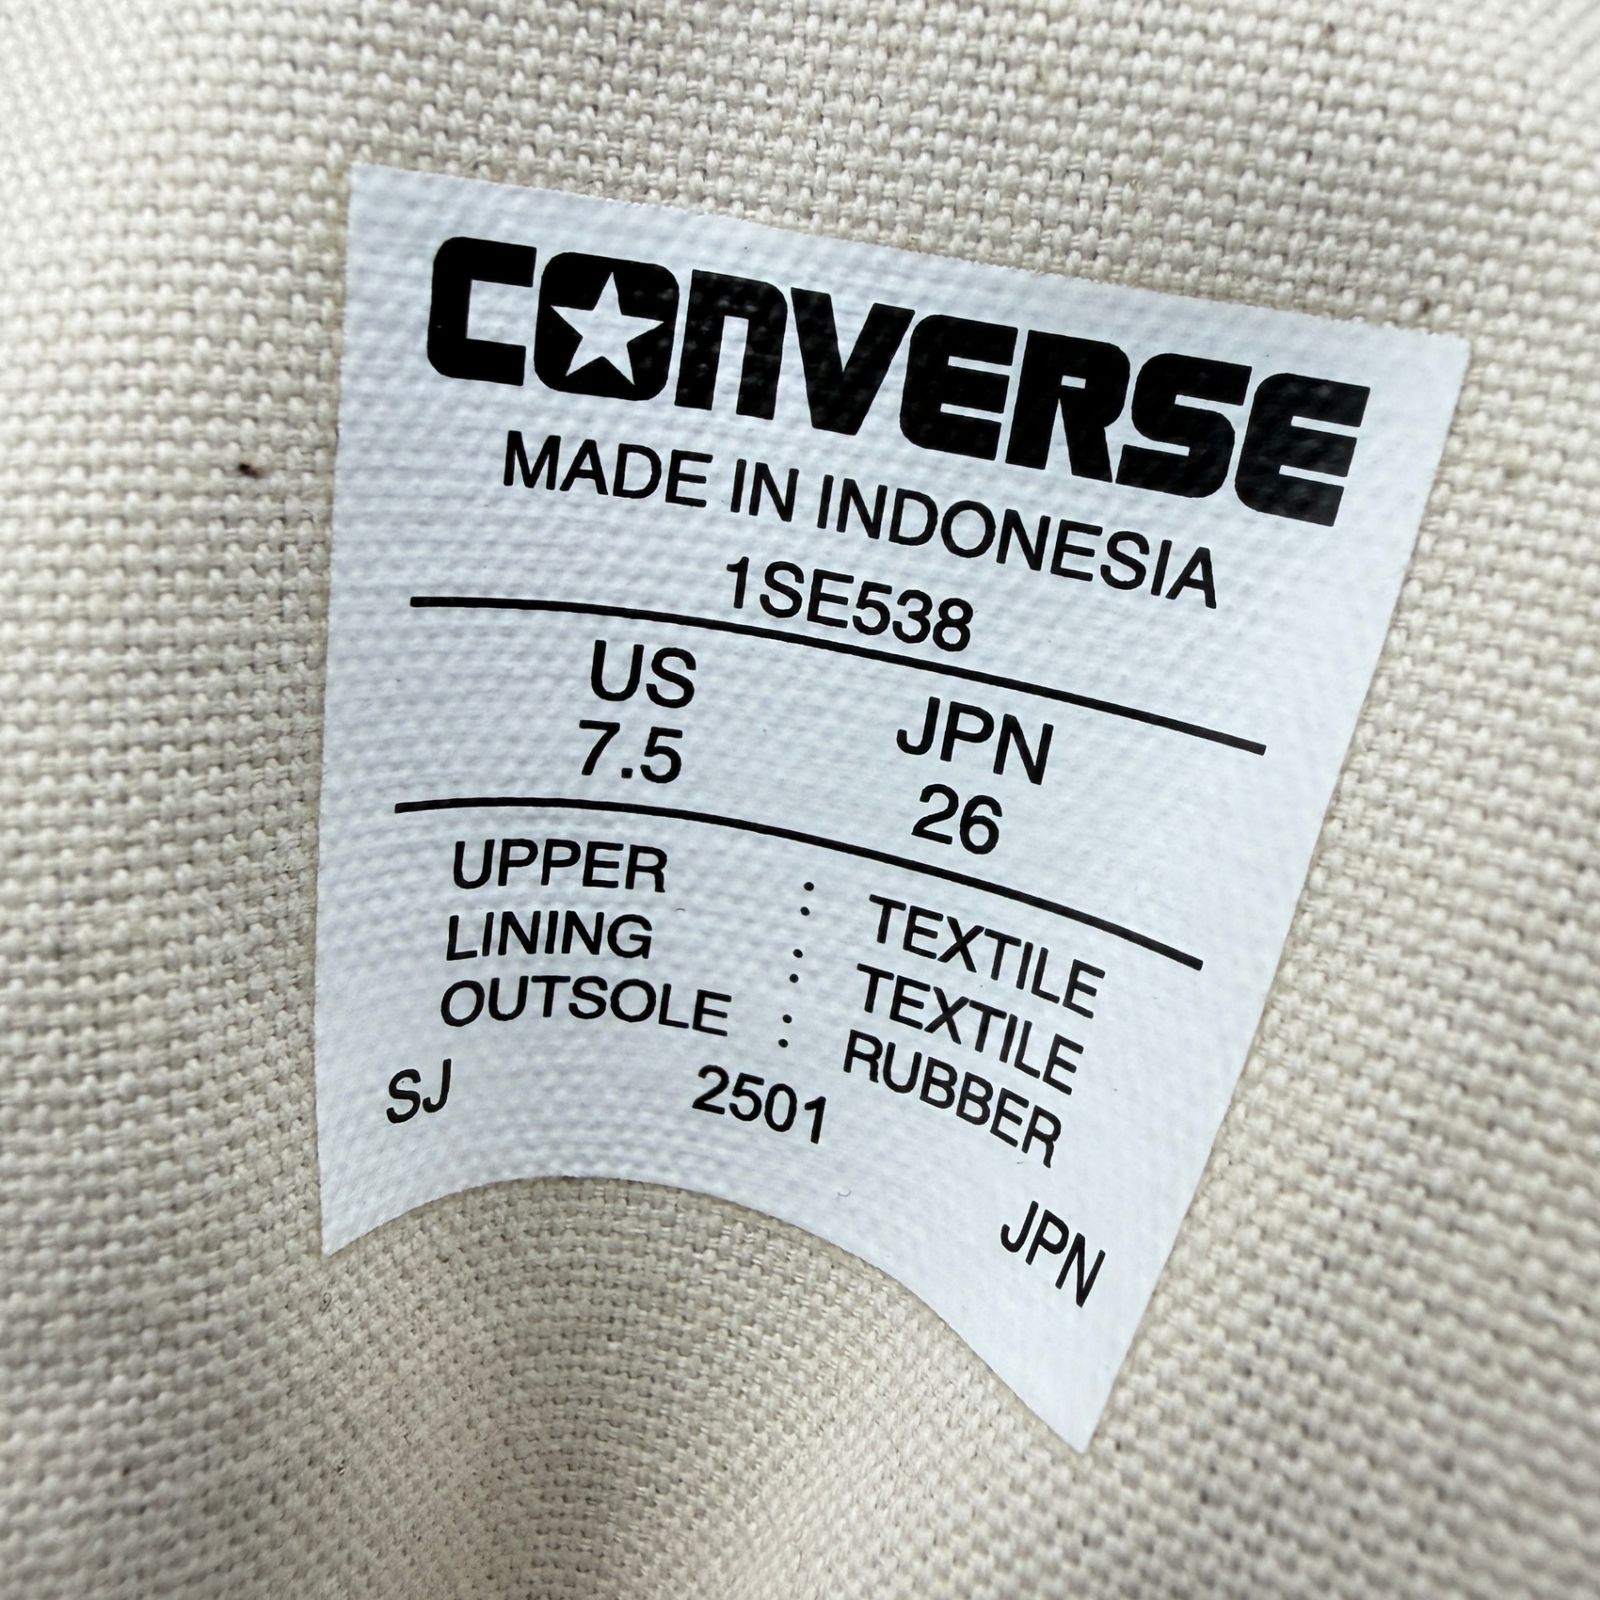 CONVERSE
MADE IN INDONESIA
1SE538
US JPN
7.5 26
UPPER : TEXTILE
LINING : TEXTILE
OUTSOLE : RUBBER
SJ 2501 JPN